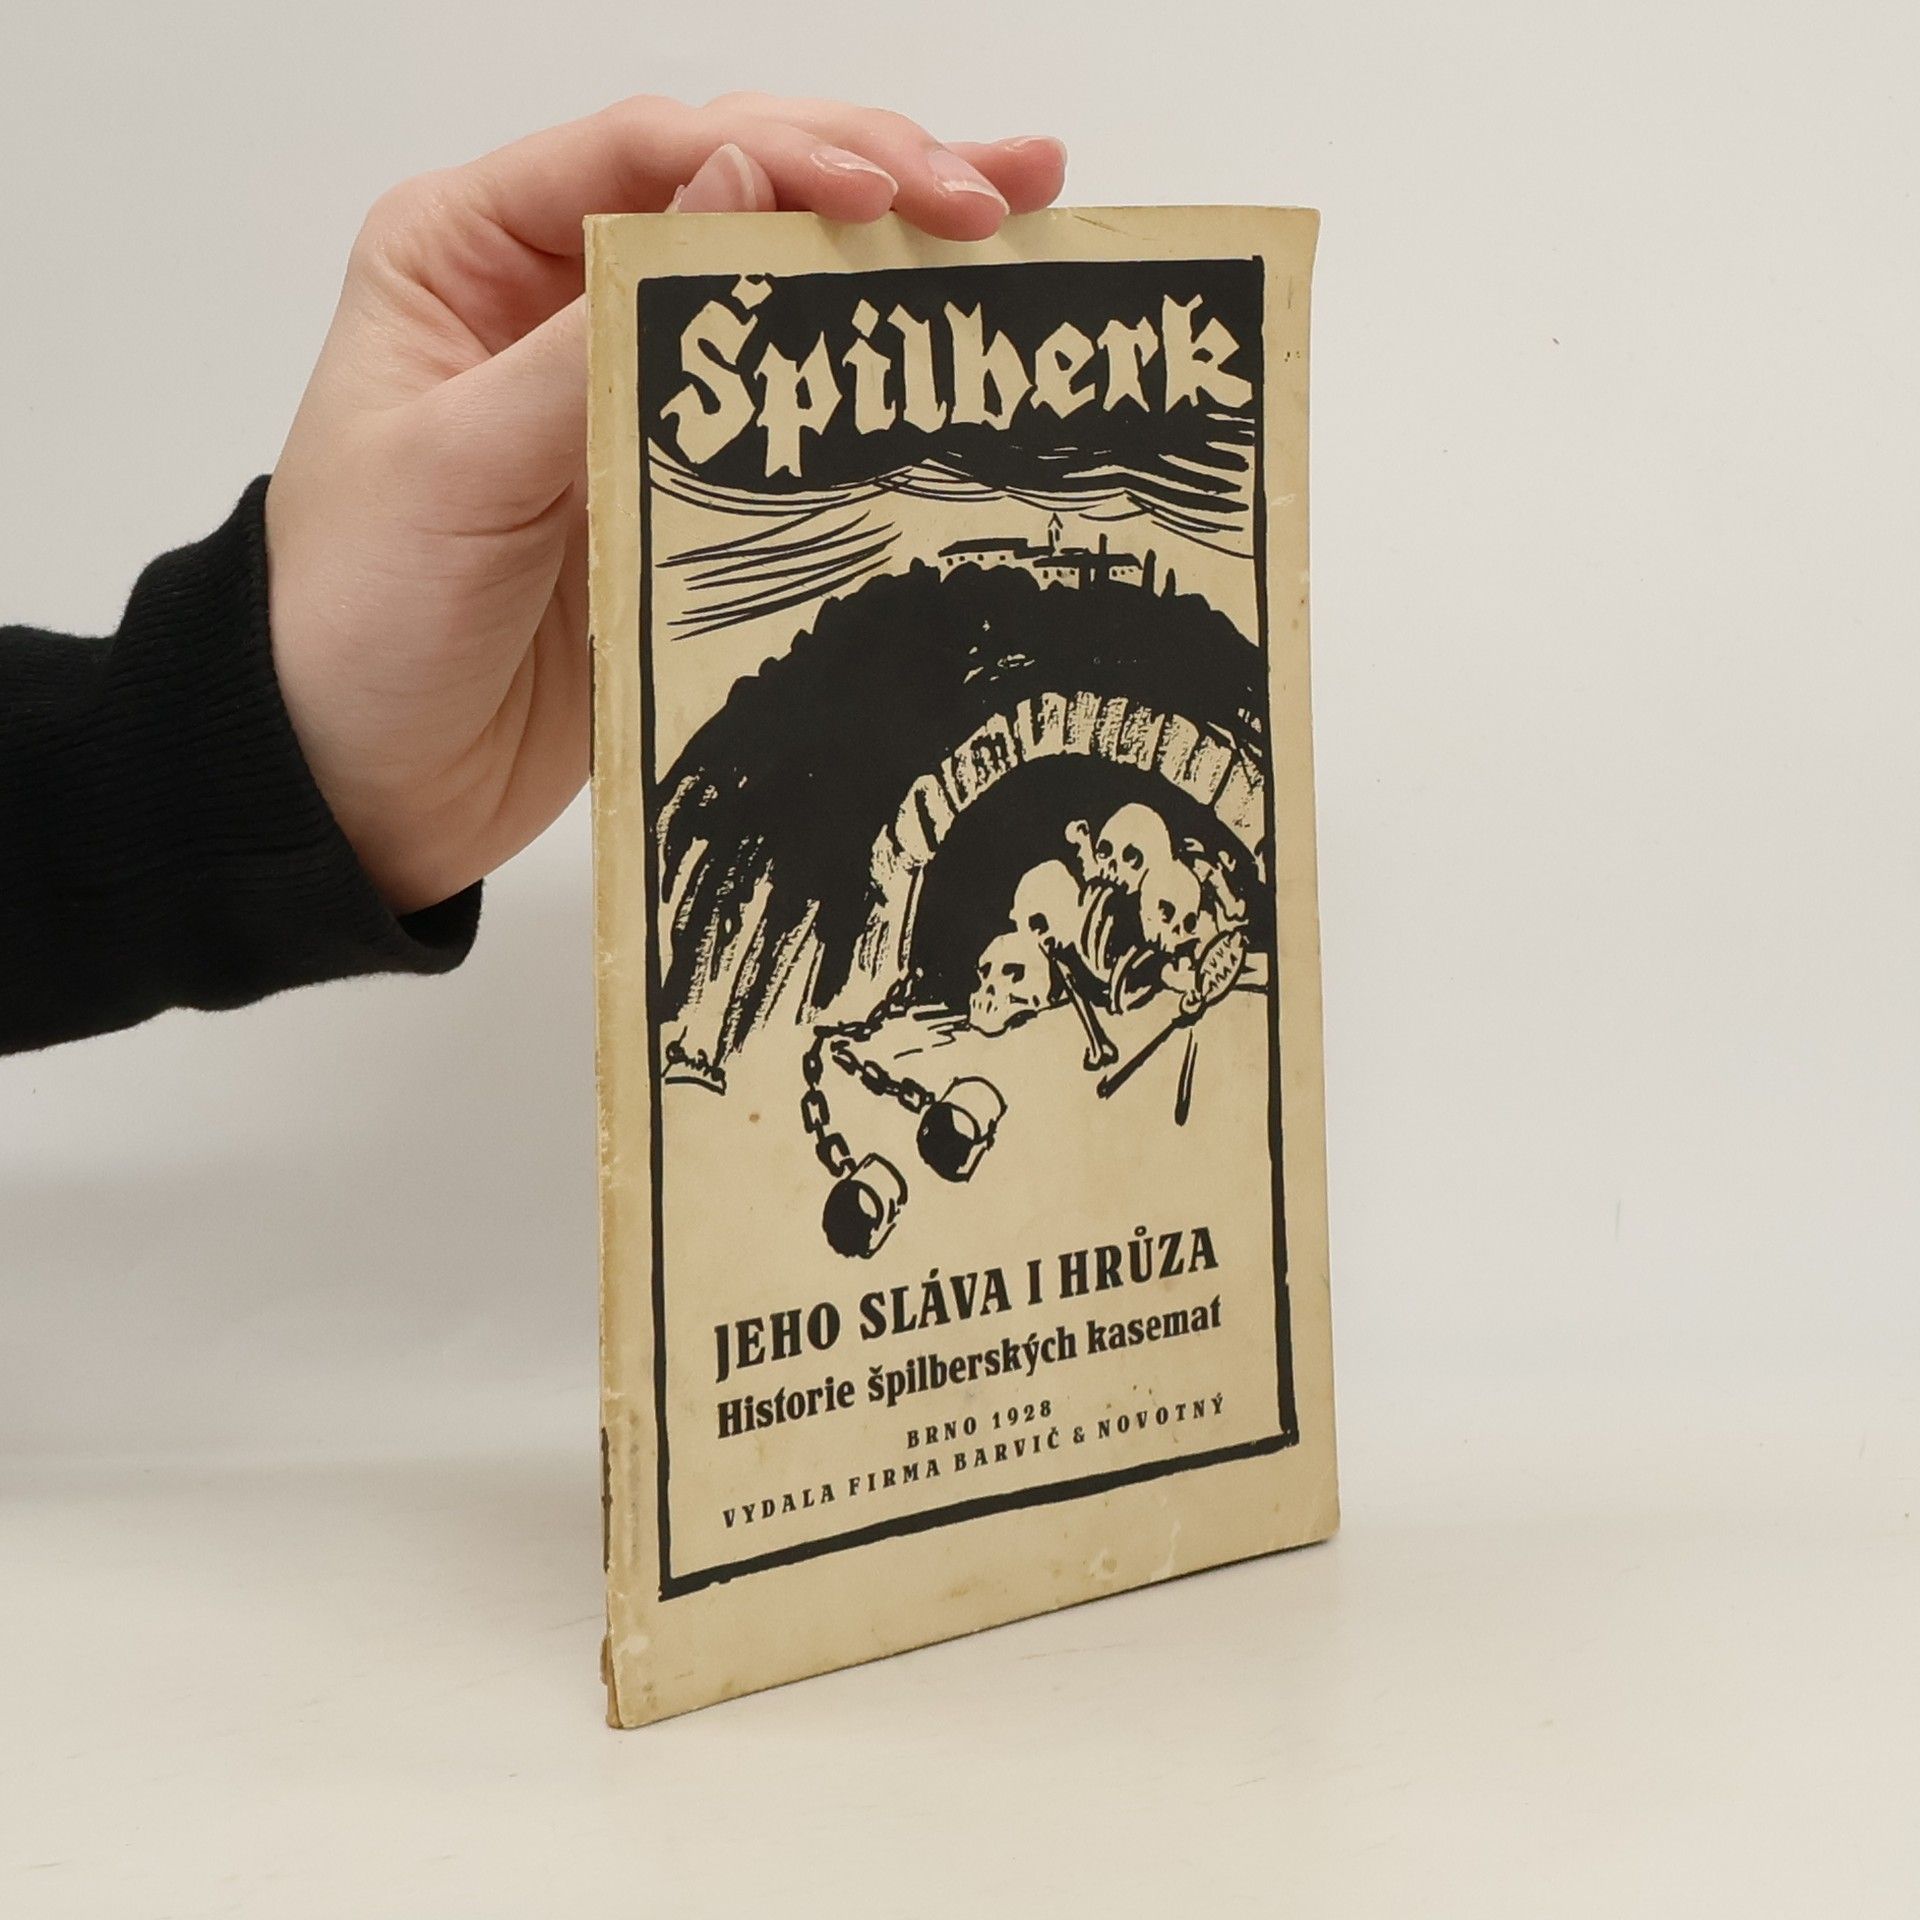 Špilberk
JEHO SLÁVA I HRŮZA
Historie špilberských kasemat
BRNO 1928
VYDALA FIRMA BARVIČ & NOVOTNÝ